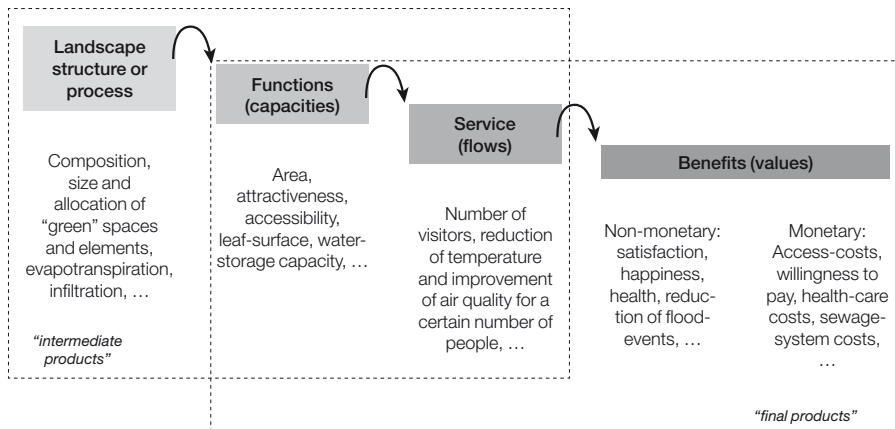 Landscape
structure or
process
Functions
(capacities)
Service
(flows)
Benefits (values)
Composition,
size and
allocation of
“green” spaces
and elements,
evapotranspiration,
infiltration, …
“intermediate
products”
Area,
attractiveness,
accessibility,
leaf-surface, water-
storage capacity, …
Number of
visitors, reduction
of temperature
and improvement
of air quality for a
certain number of
people, …
Non-monetary:
satisfaction,
happiness,
health, reduc-
tion of flood-
events, …
Monetary:
Access-costs,
willingness to
pay, health-care
costs, sewage-
system costs,
…
“final products”